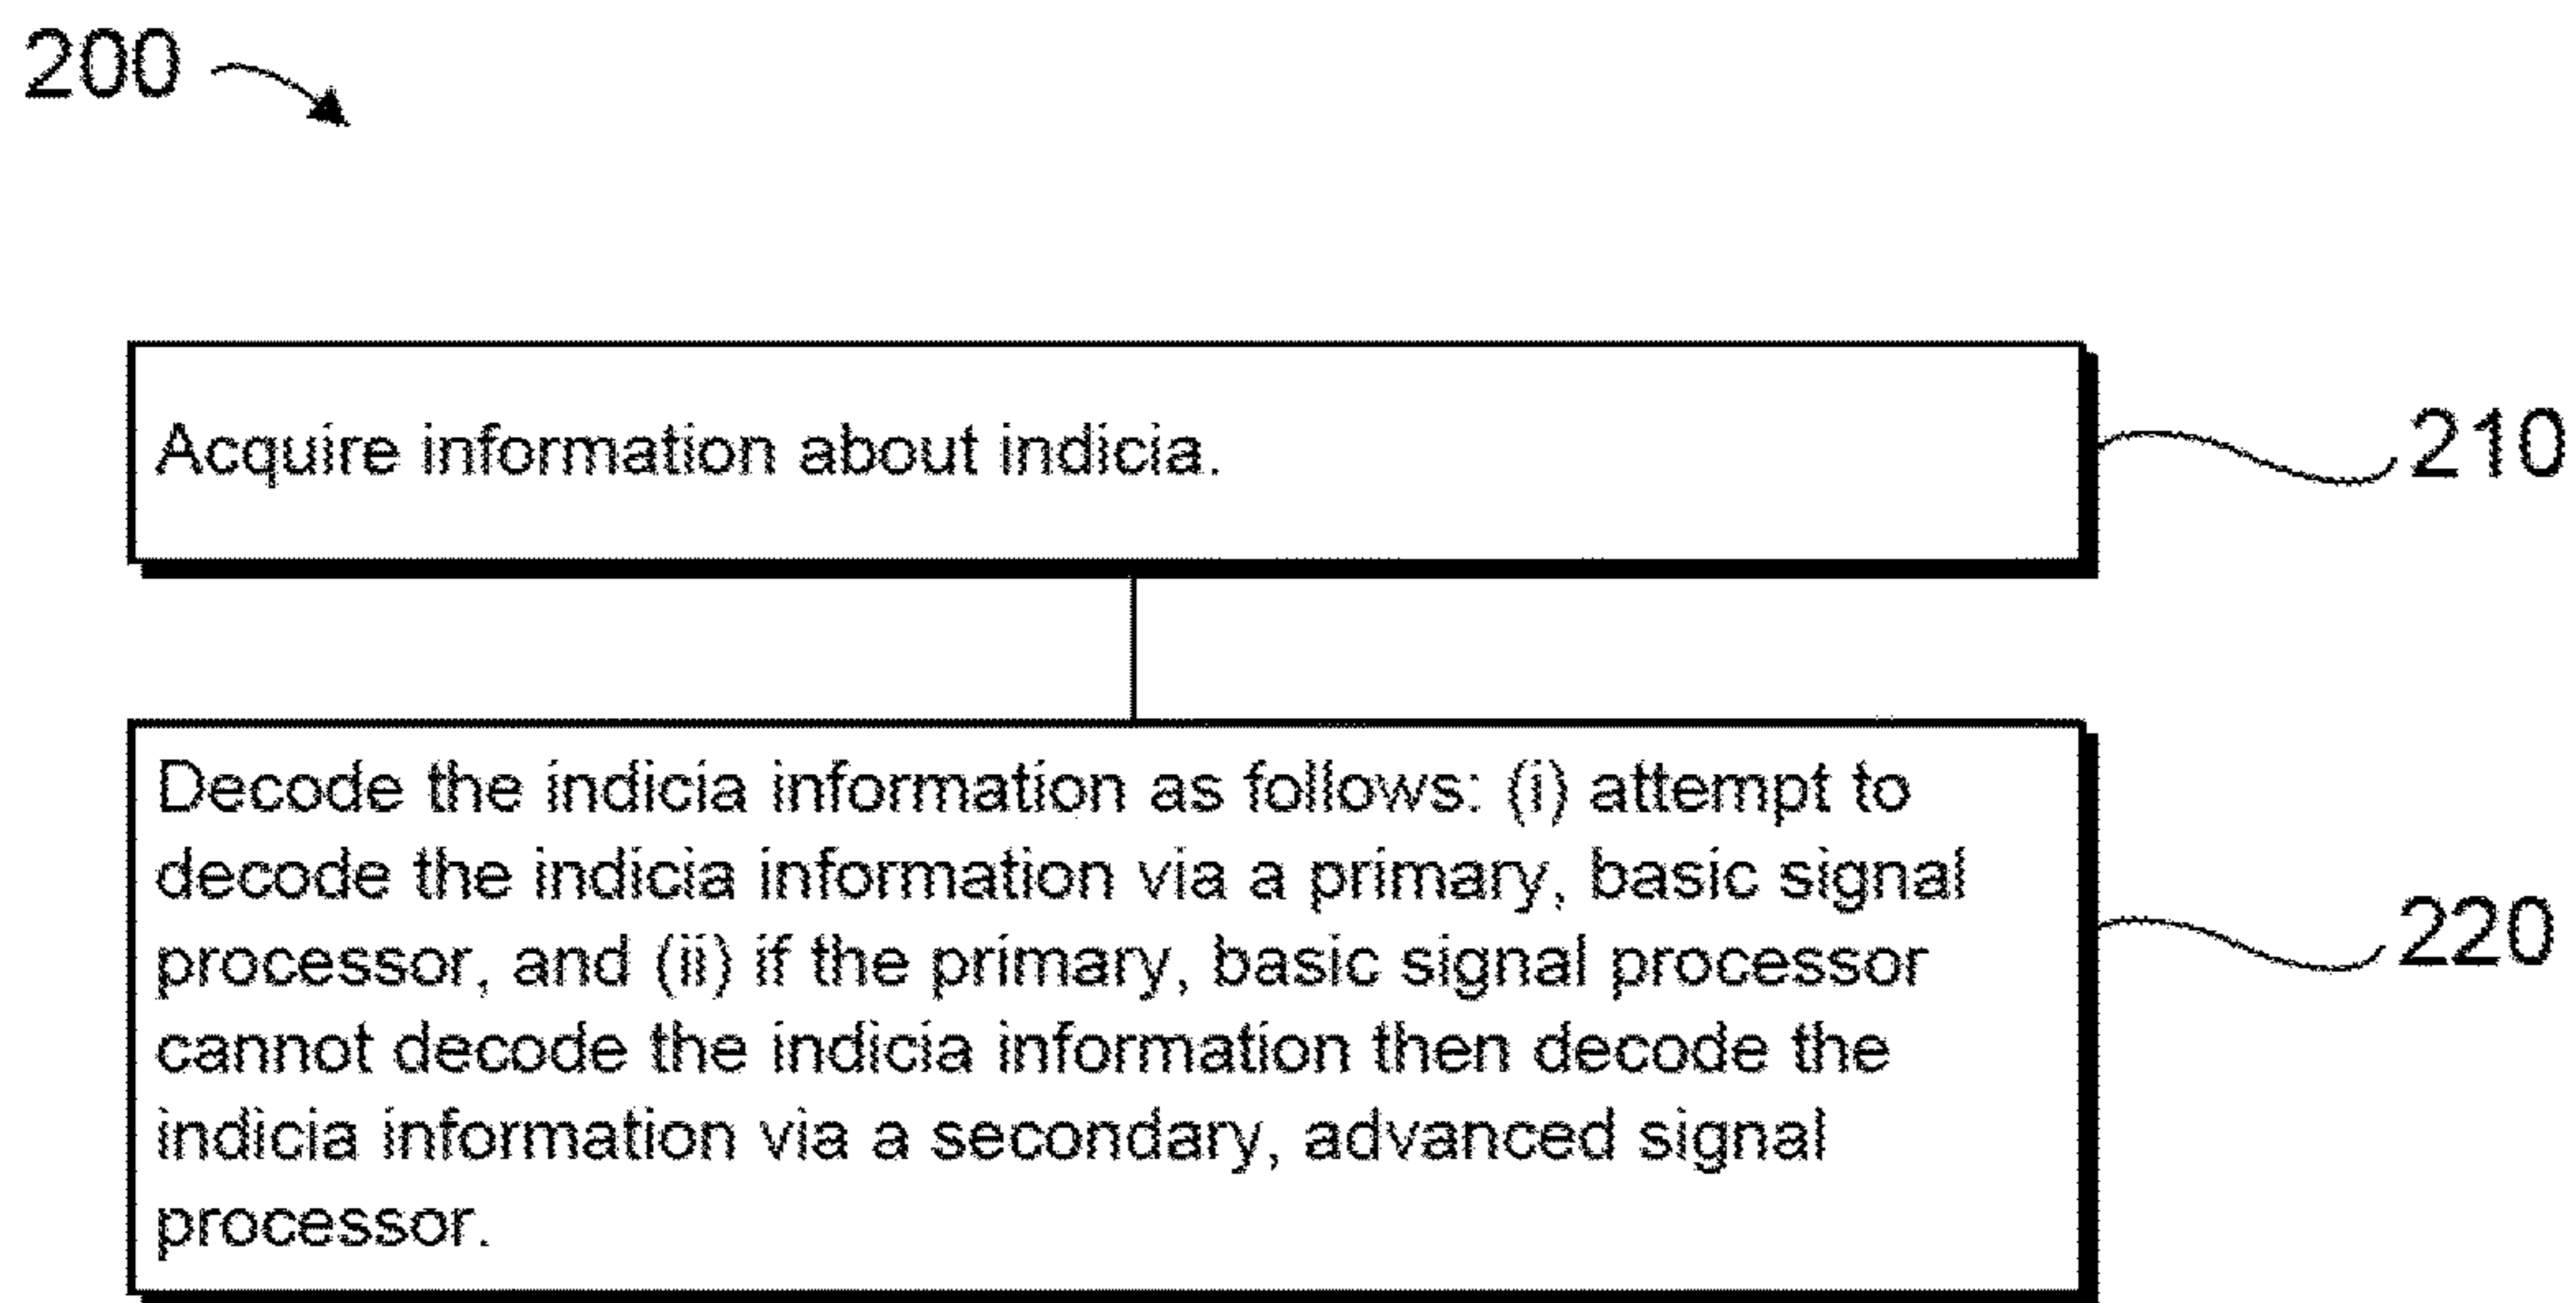 200
Acquire information about indicia.
210
Decode the indicia information as follows: (i) attempt to
decode the indicia information via a primary, basic signal
processor, and (ii) if the primary, basic signal processor
220
cannot decode the indicia information then decode the
indicia information via a secondary, advanced signal
processor.